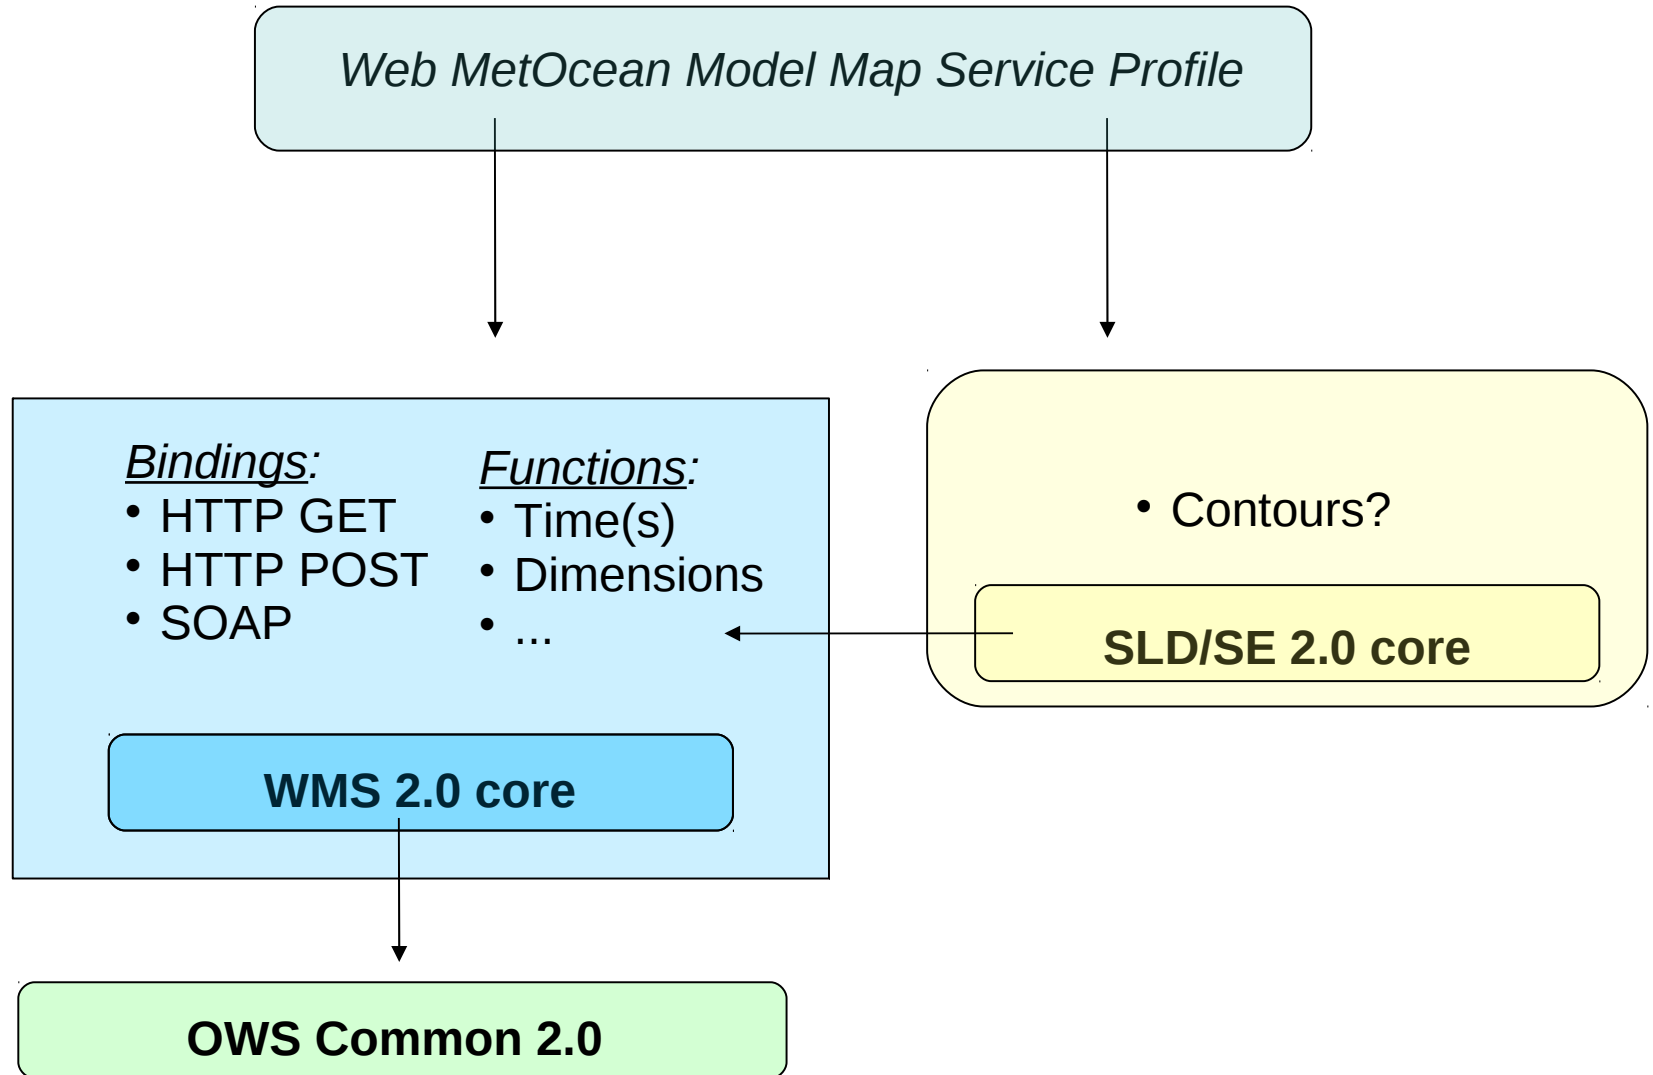 Web MetOcean Model Map Service Profile
Bindings:
• HTTP GET
• HTTP POST
• SOAP
Functions:
• Time(s)
• Dimensions
• ...
• Contours?
SLD/SE 2.0 core
WMS 2.0 core
OWS Common 2.0